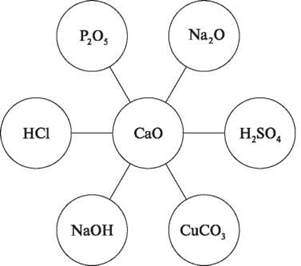 P₂O₅
Na₂O
HCl
CaO
H₂SO₄
NaOH
CuCO₃